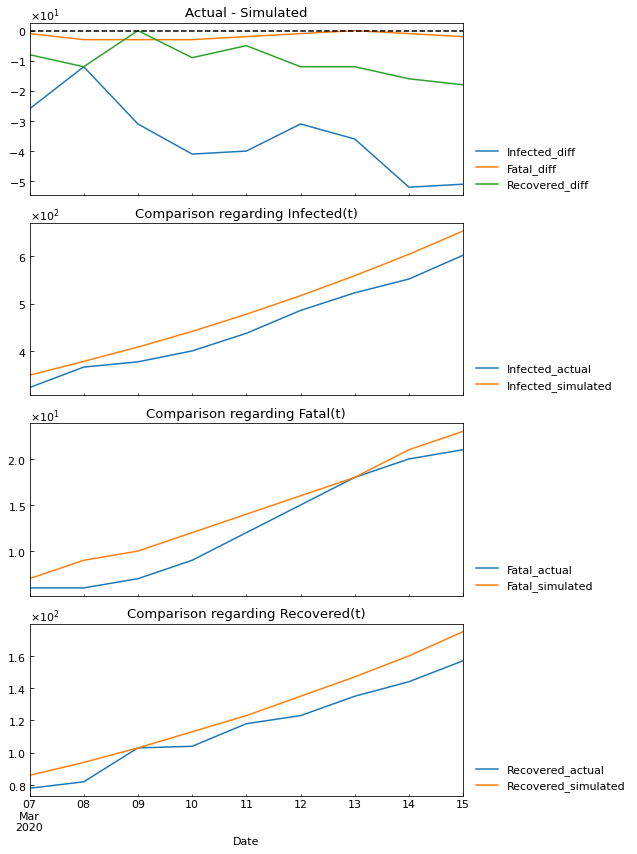 Actual - Simulated
×10¹
0
−1
−2
−3
−4
−5
Infected_diff
Fatal_diff
Recovered_diff
Comparison regarding Infected(t)
×10²
6
5
4
Infected_actual
Infected_simulated
Comparison regarding Fatal(t)
×10¹
2.0
1.5
1.0
Fatal_actual
Fatal_simulated
Comparison regarding Recovered(t)
×10²
1.6
1.4
1.2
1.0
0.8
Recovered_actual
Recovered_simulated
07 08 09 10 11 12 13 14 15
Mar
2020
Date